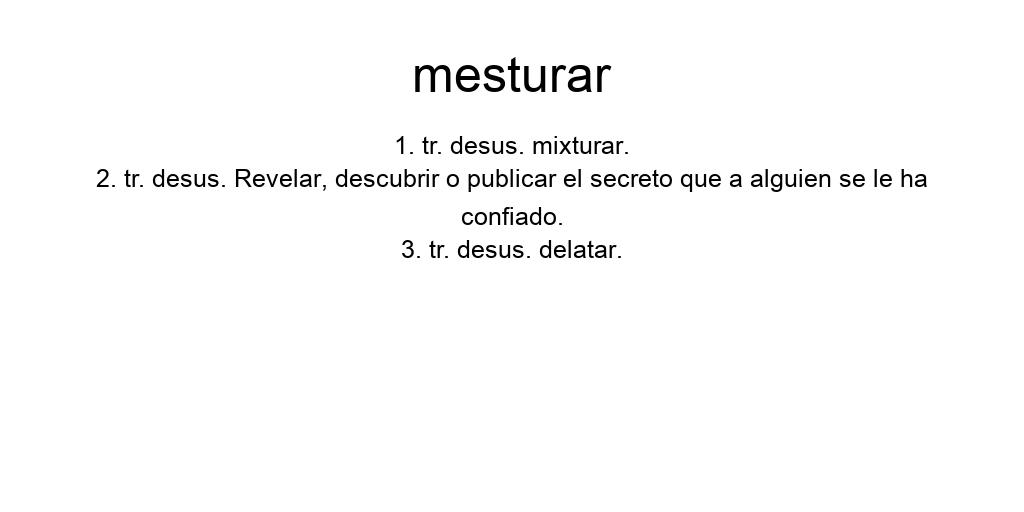 mesturar
1. tr. desus. mixturar.
2. tr. desus. Revelar, descubrir o publicar el secreto que a alguien se le ha
confiado.
3. tr. desus. delatar.